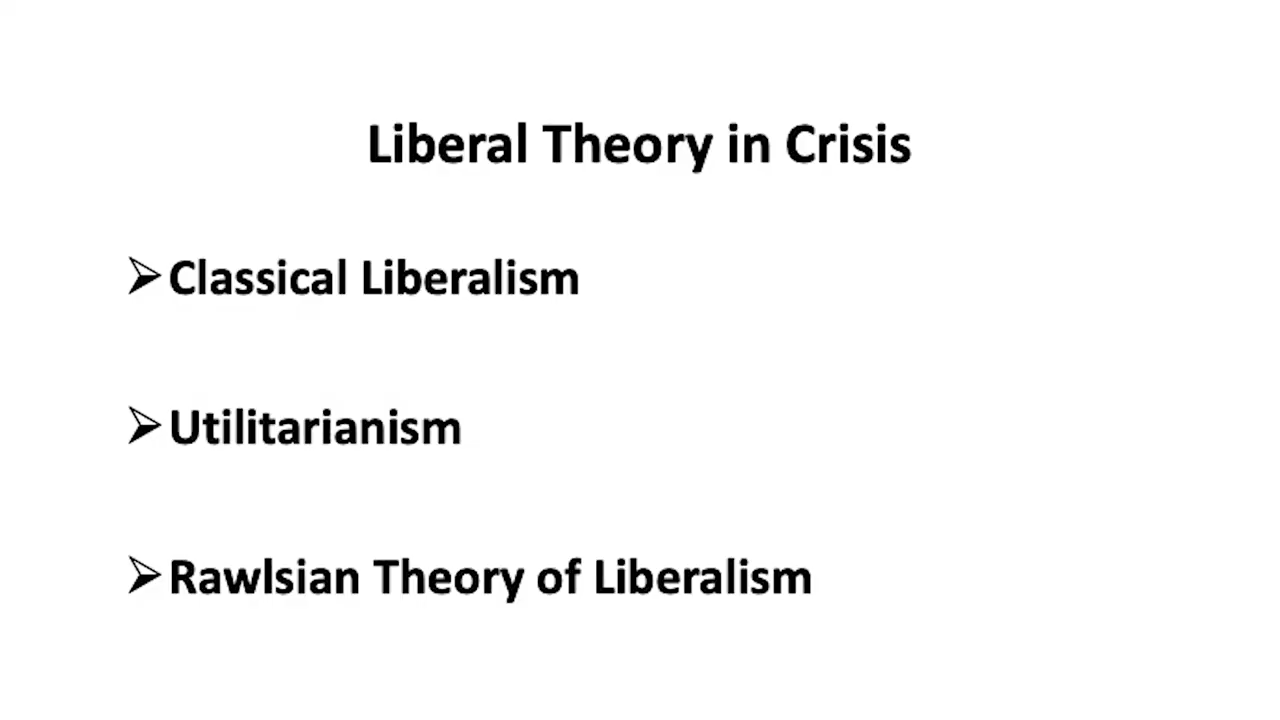 Liberal Theory in Crisis
➢Classical Liberalism
➢Utilitarianism
➢Rawlsian Theory of Liberalism